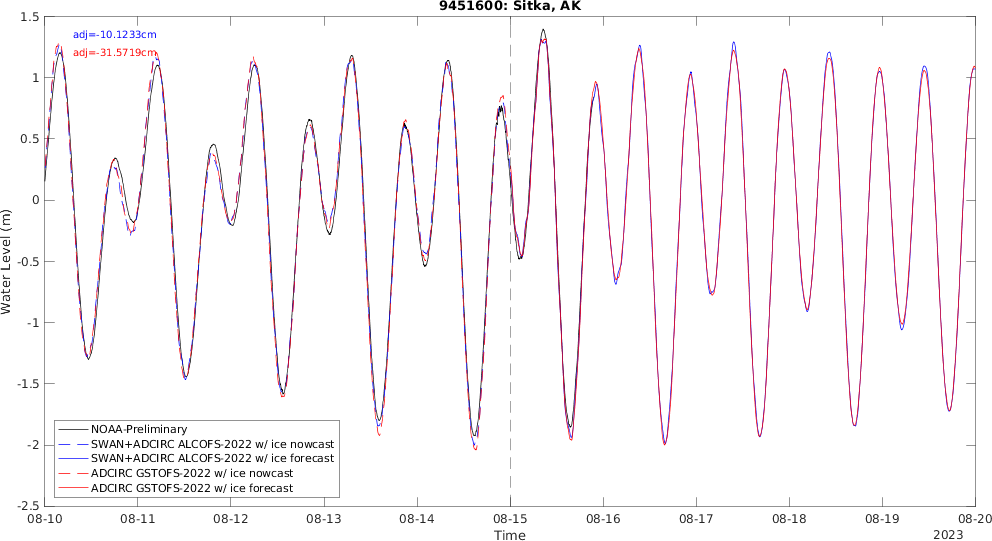 9451600: Sitka, AK
1.5
1
0.5
0
-0.5
-1
-1.5
-2
-2.5
Water Level (m)
adj=-10.1233cm
adj=-31.5719cm
NOAA-Preliminary
SWAN+ADCIRC ALCOFS-2022 w/ ice nowcast
SWAN+ADCIRC ALCOFS-2022 w/ ice forecast
ADCIRC GSTOFS-2022 w/ ice nowcast
ADCIRC GSTOFS-2022 w/ ice forecast
08-10 08-11 08-12 08-13 08-14 08-15 08-16 08-17 08-18 08-19 08-20
Time
2023